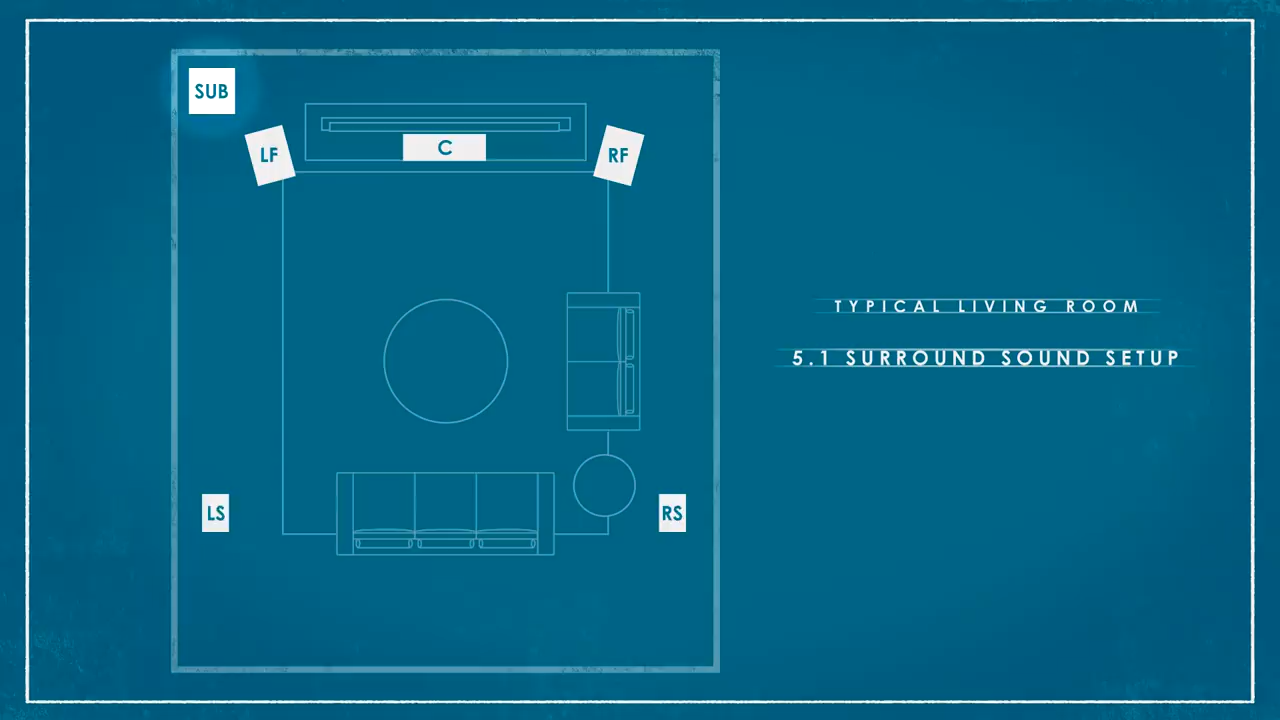 SUB
LF
C
RF
TYPICAL LIVING ROOM
5.1 SURROUND SOUND SETUP
LS
RS